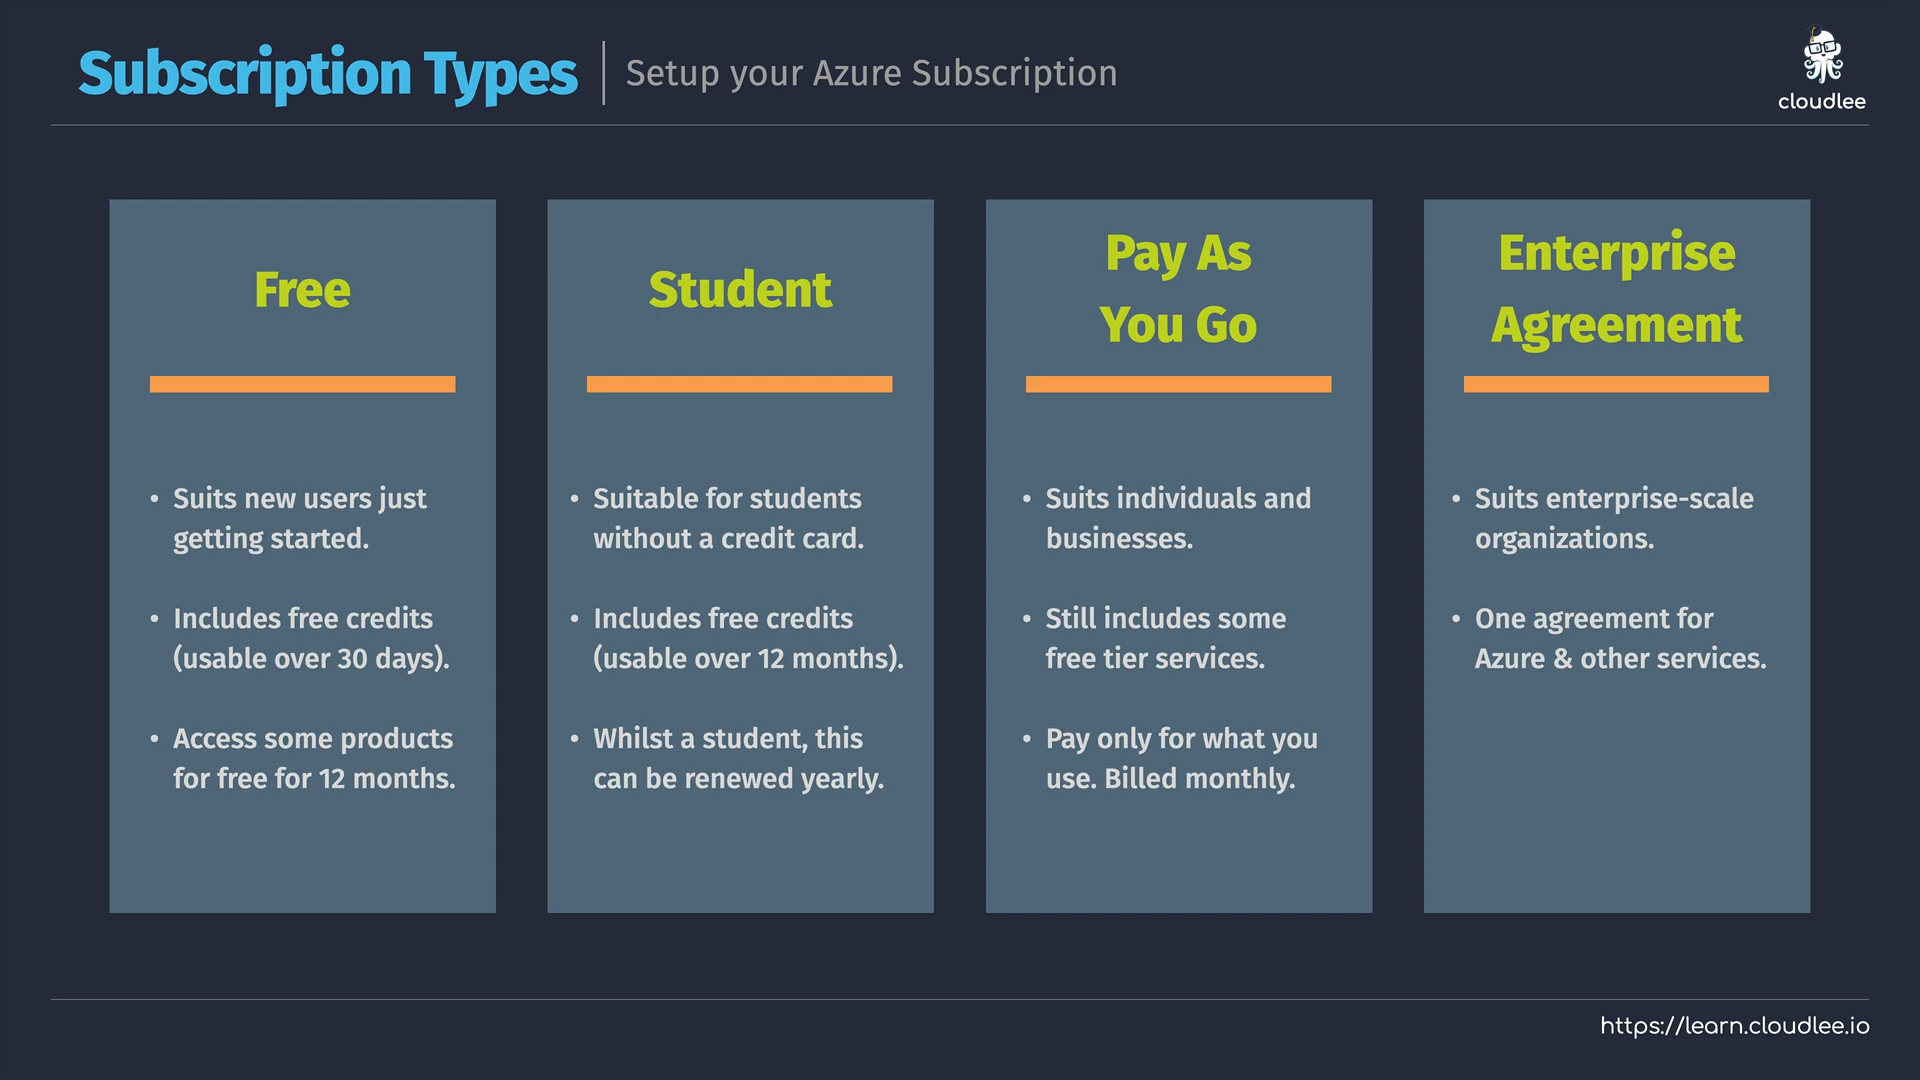 Subscription Types
Setup your Azure Subscription
cloudlee
Free
• Suits new users just
getting started.
• Includes free credits
(usable over 30 days).
• Access some products
for free for 12 months.
Student
• Suitable for students
without a credit card.
• Includes free credits
(usable over 12 months).
• Whilst a student, this
can be renewed yearly.
Pay As
You Go
• Suits individuals and
businesses.
• Still includes some
free tier services.
• Pay only for what you
use. Billed monthly.
Enterprise
Agreement
• Suits enterprise-scale
organizations.
• One agreement for
Azure & other services.
https://learn.cloudlee.io